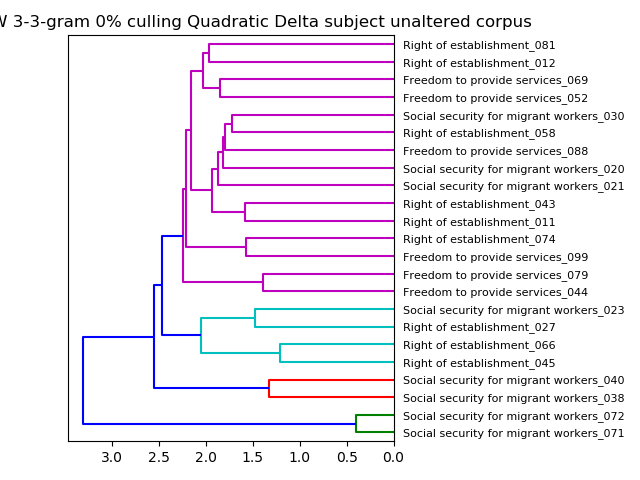 3-3-gram 0% culling Quadratic Delta subject unaltered corpus
Right of establishment_081
Right of establishment_012
Freedom to provide services_069
Freedom to provide services_052
Social security for migrant workers_030
Right of establishment_058
Freedom to provide services_088
Social security for migrant workers_020
Social security for migrant workers_021
Right of establishment_043
Right of establishment_011
Right of establishment_074
Freedom to provide services_099
Freedom to provide services_079
Freedom to provide services_044
Social security for migrant workers_023
Right of establishment_027
Right of establishment_066
Right of establishment_045
Social security for migrant workers_040
Social security for migrant workers_038
Social security for migrant workers_072
Social security for migrant workers_071
3.0 2.5 2.0 1.5 1.0 0.5 0.0